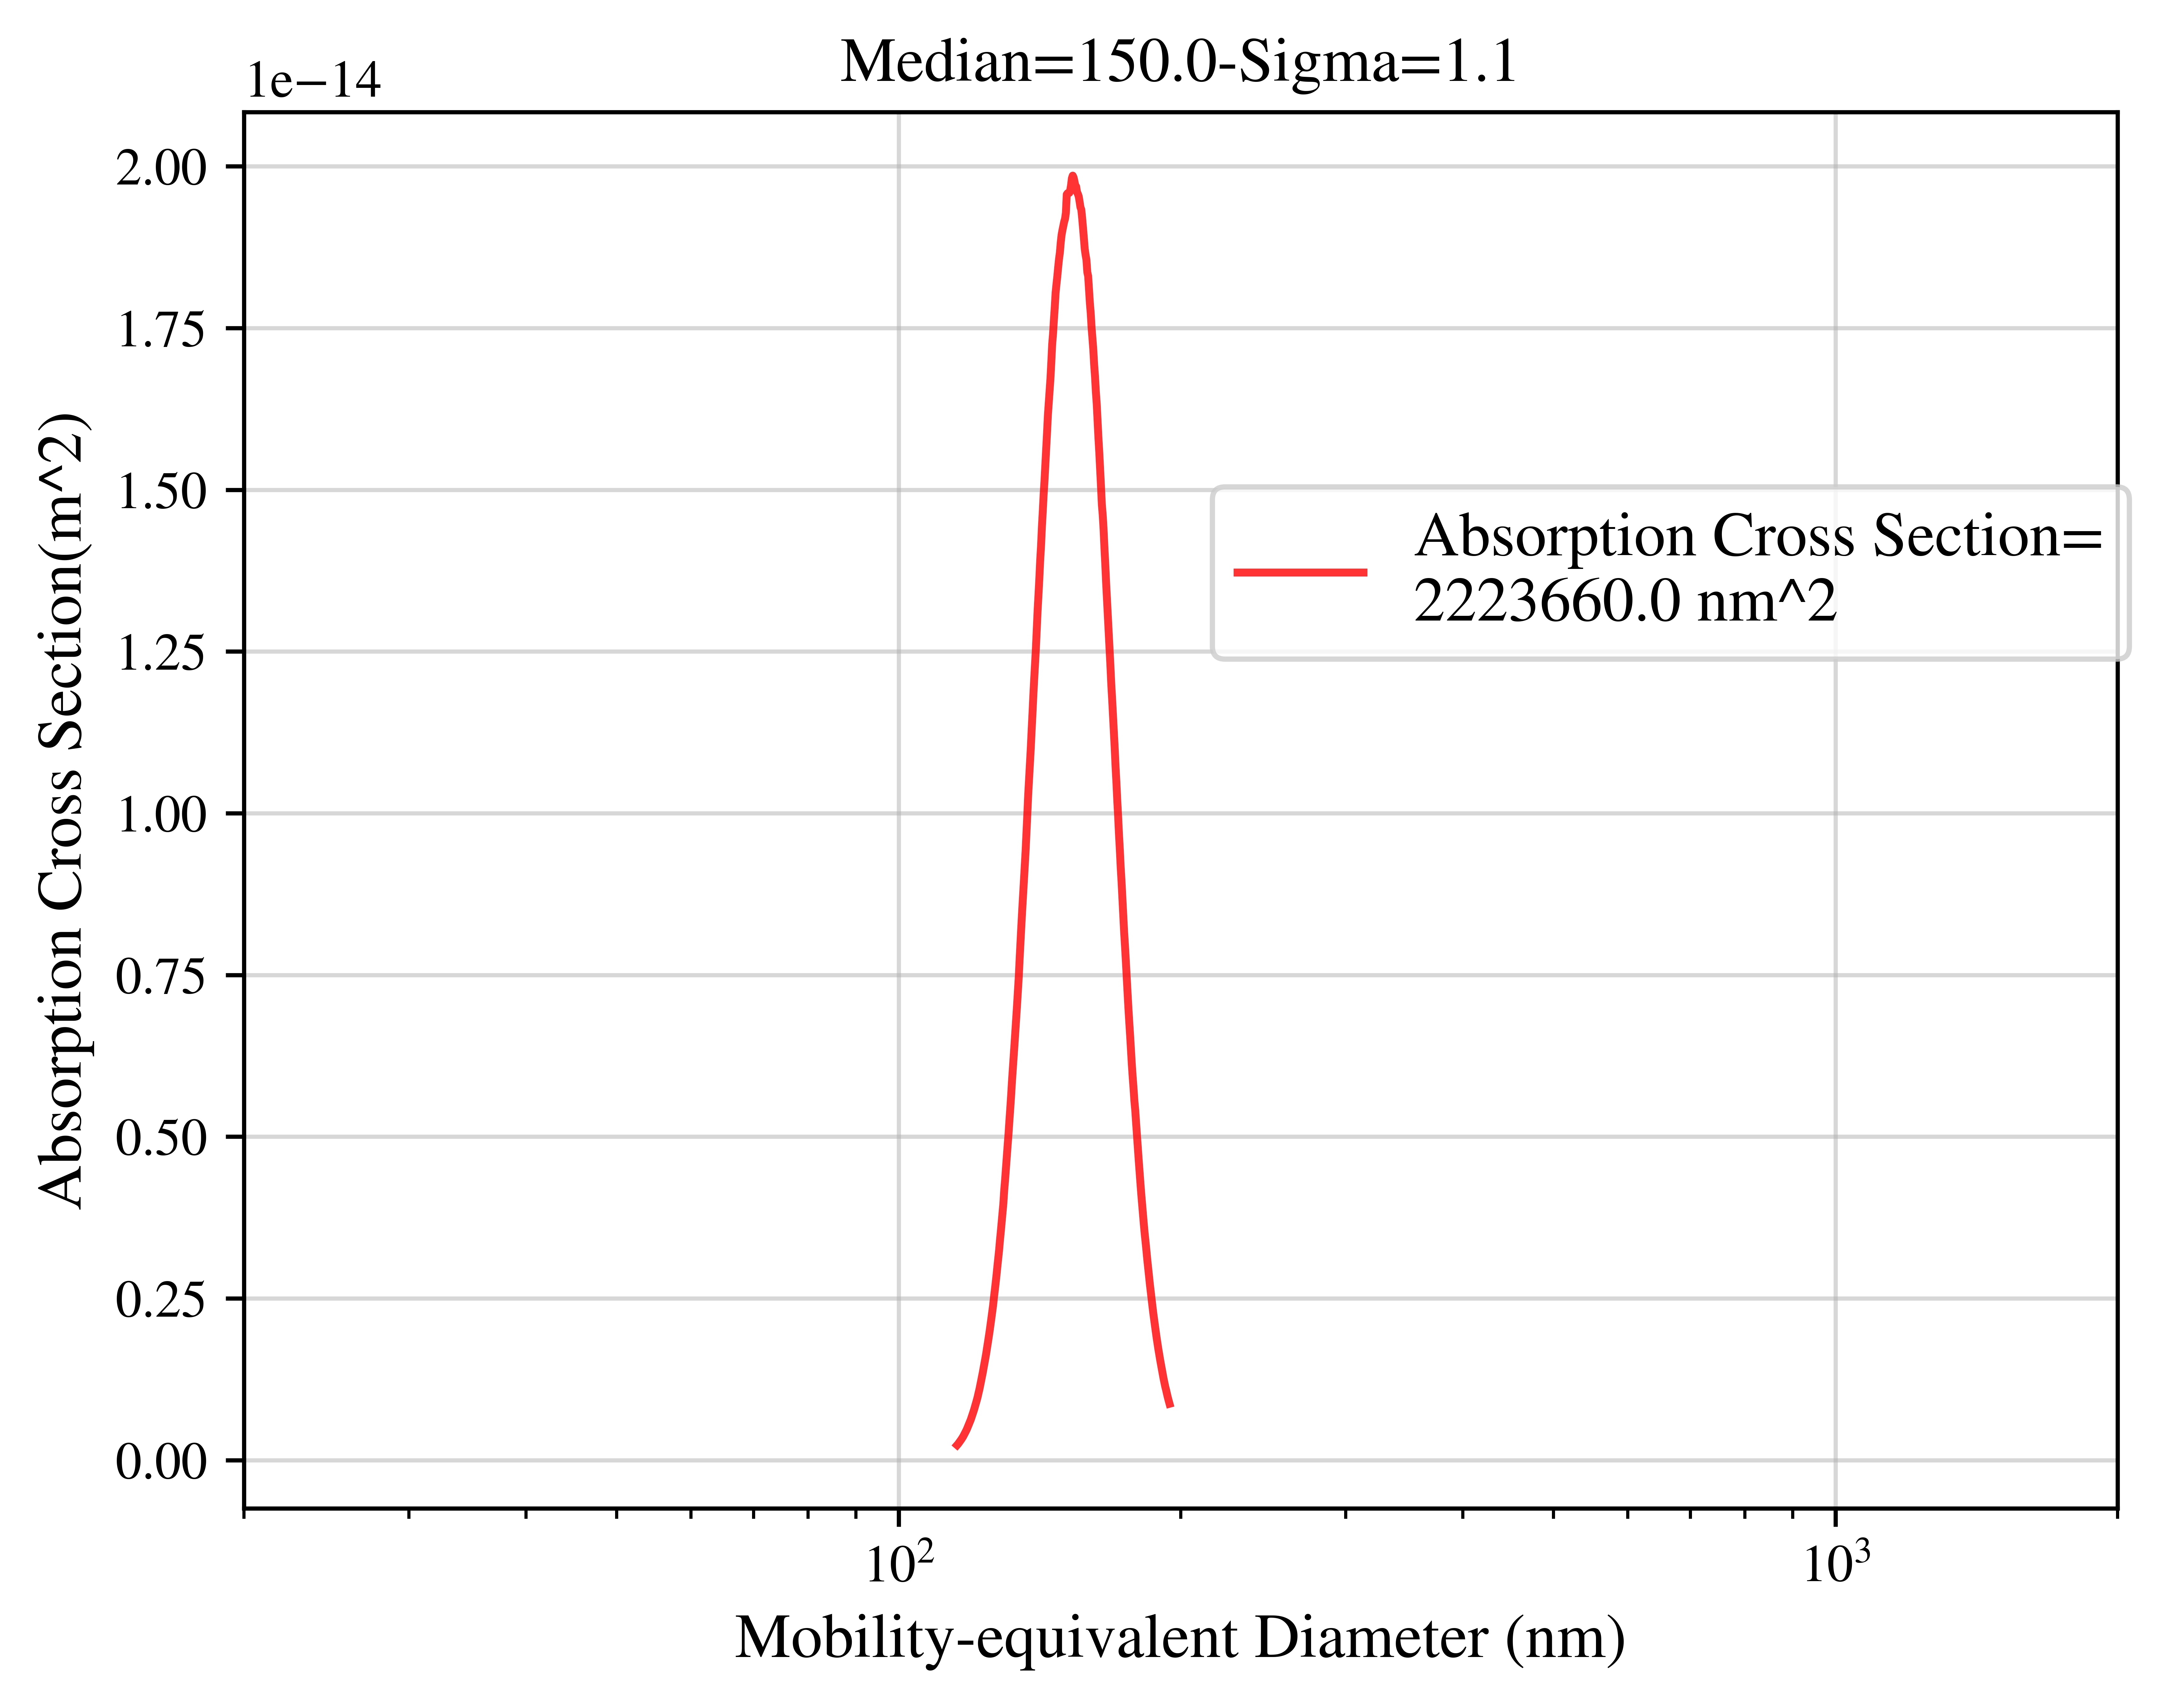 Median=150.0-Sigma=1.1
1e−14
2.00
1.75
1.50
1.25
1.00
0.75
0.50
0.25
0.00
Absorption Cross Section(m^2)
Absorption Cross Section=
2223660.0 nm^2
10²
10³
Mobility-equivalent Diameter (nm)